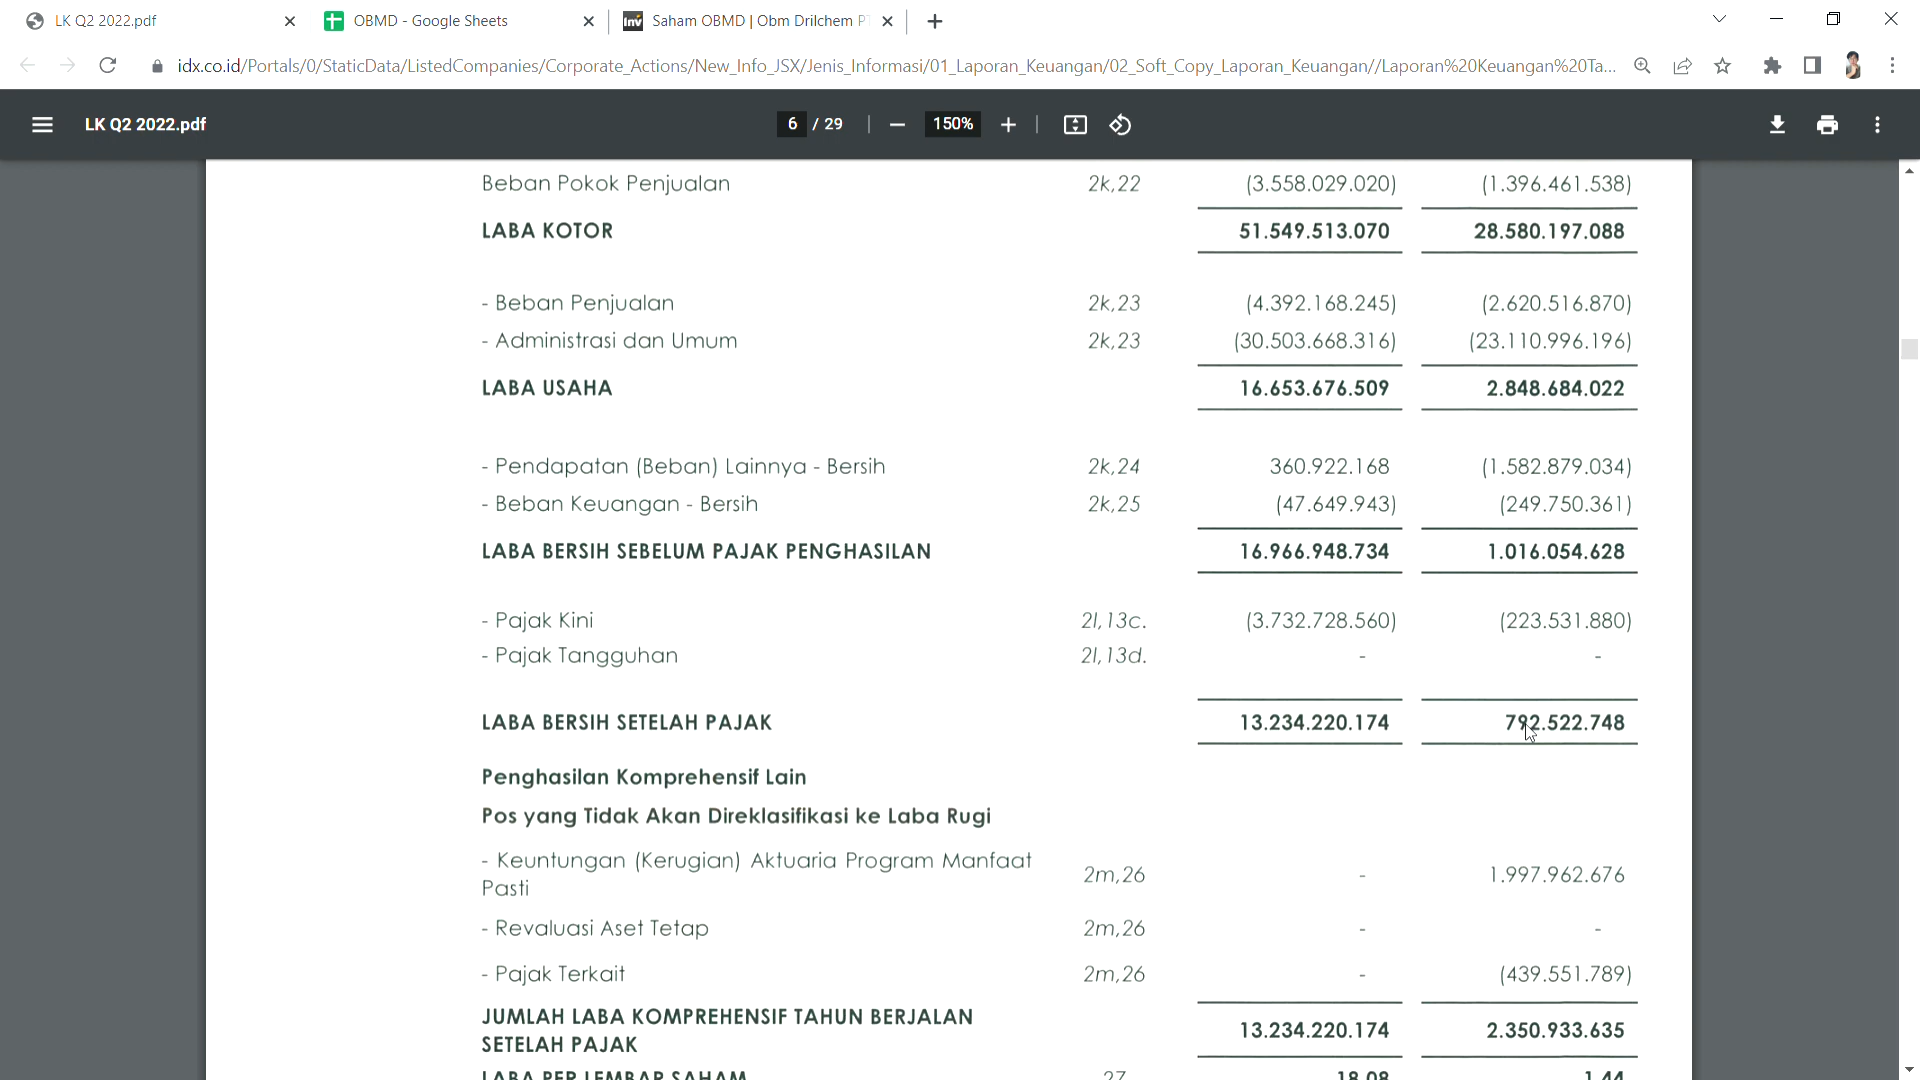 LK Q2 2022.pdf
OBMD - Google Sheets
Saham OBMD | Obm Drilchem PT
idx.co.id/Portals/0/StaticData/ListedCompanies/Corporate_Actions/New_Info_JSX/Jenis_Informasi/01_Laporan_Keuangan/02_Soft_Copy_Laporan_Keuangan//Laporan%20Keuangan%20Ta...
LK Q2 2022.pdf 6 / 29 150%
Beban Pokok Penjualan 2k,22 (3.558.029.020) (1.396.461.538)
LABA KOTOR 51.549.513.070 28.580.197.088
- Beban Penjualan 2k,23 (4.392.168.245) (2.620.516.870)
- Administrasi dan Umum 2k,23 (30.503.668.316) (23.110.996.196)
LABA USAHA 16.653.676.509 2.848.684.022
- Pendapatan (Beban) Lainnya - Bersih 2k,24 360.922.168 (1.582.879.034)
- Beban Keuangan - Bersih 2k,25 (47.649.943) (249.750.361)
LABA BERSIH SEBELUM PAJAK PENGHASILAN 16.966.948.734 1.016.054.628
- Pajak Kini 2l,13c. (3.732.728.560) (223.531.880)
- Pajak Tangguhan 2l,13d. - -
LABA BERSIH SETELAH PAJAK 13.234.220.174 792.522.748
Penghasilan Komprehensif Lain
Pos yang Tidak Akan Direklasifikasi ke Laba Rugi
- Keuntungan (Kerugian) Aktuaria Program Manfaat
Pasti 2m,26 - 1.997.962.676
- Revaluasi Aset Tetap 2m,26 - -
- Pajak Terkait 2m,26 - (439.551.789)
JUMLAH LABA KOMPREHENSIF TAHUN BERJALAN
SETELAH PAJAK 13.234.220.174 2.350.933.635
LABA PER LEMBAR SAHAM 27 18,08 1,44